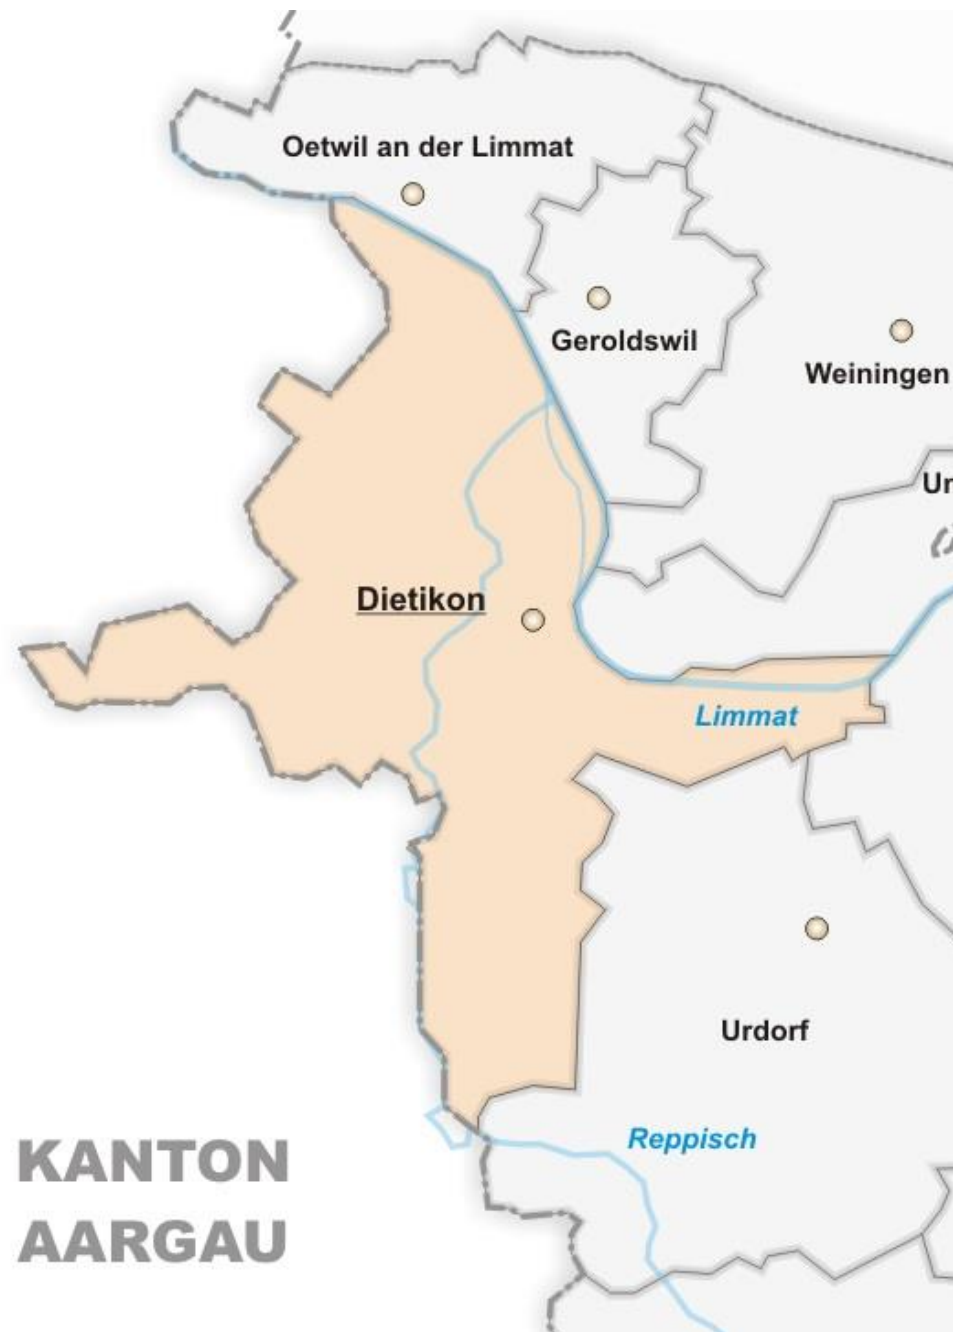 Oetwil an der Limmat
Geroldswil
Weiningen
Dietikon
Limmat
Urdorf
Reppisch
KANTON
AARGAU